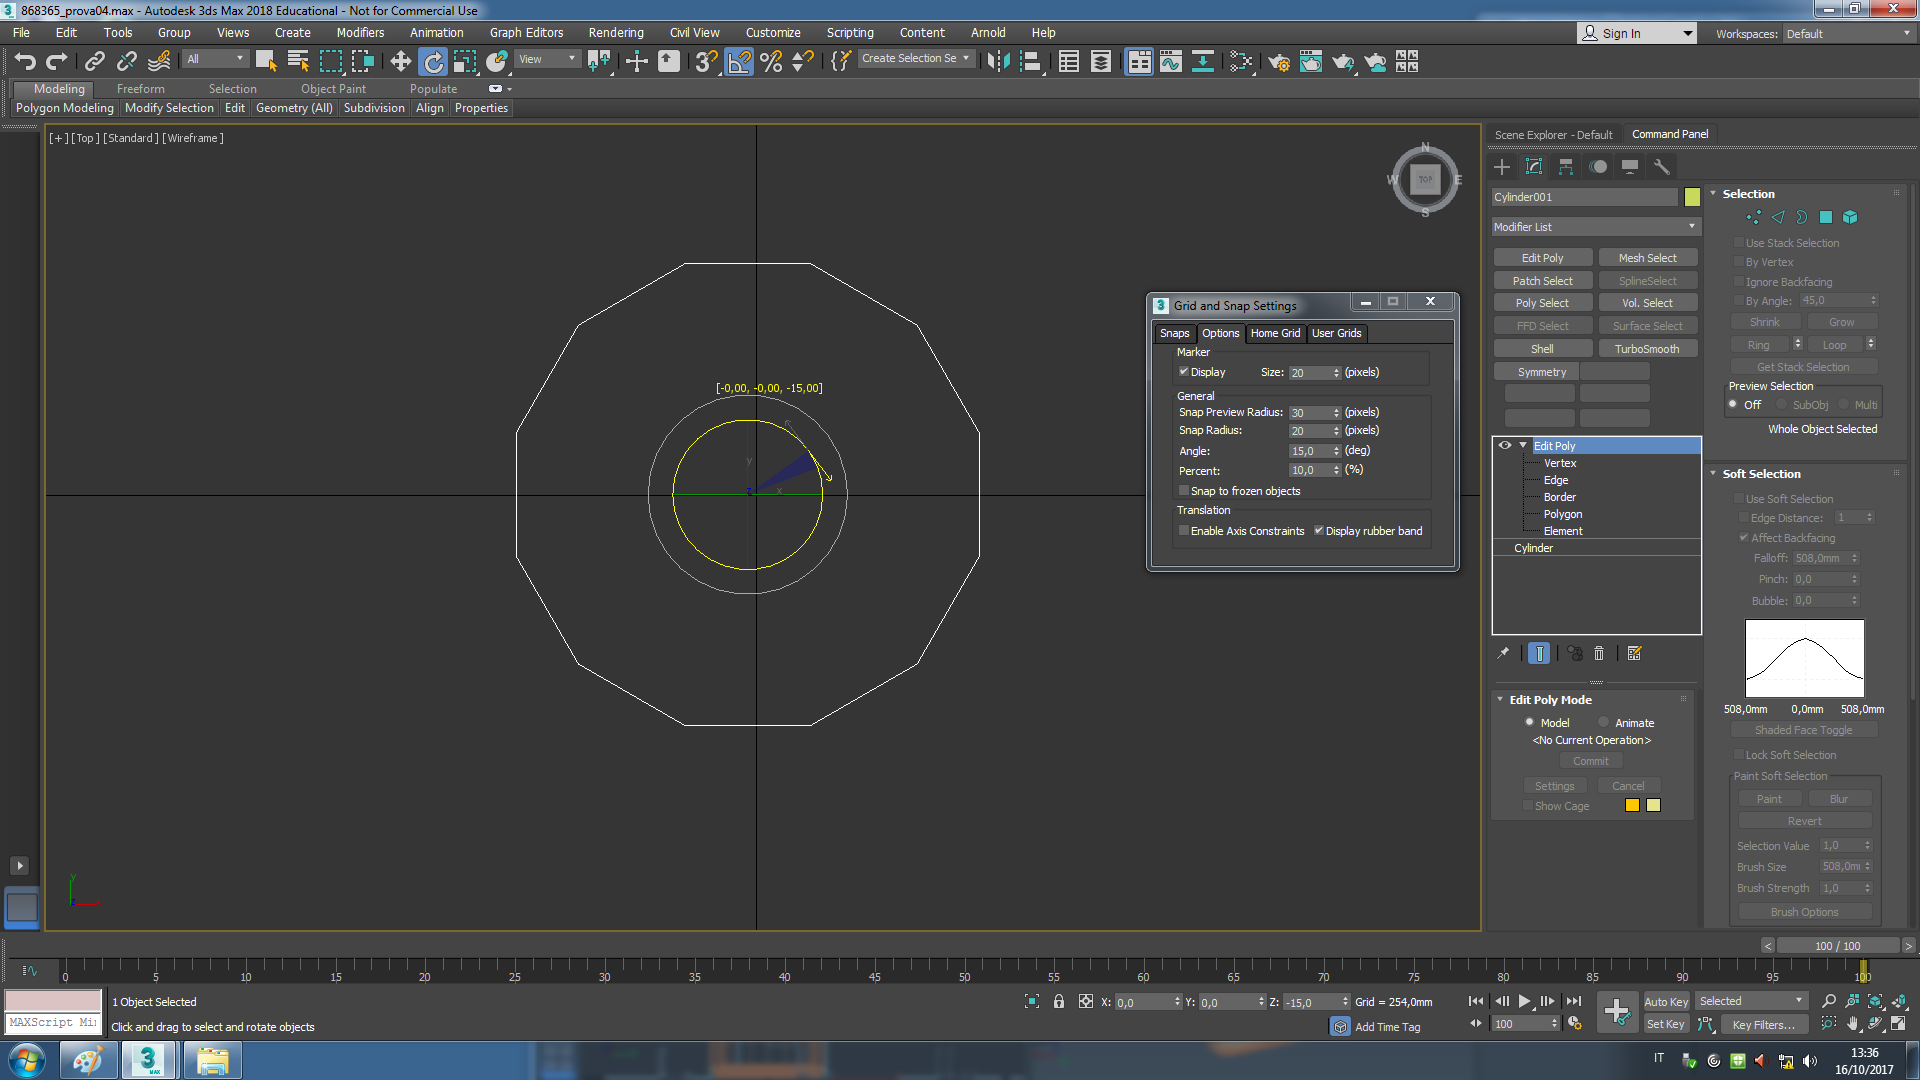 868365_prova04.max - Autodesk 3ds Max 2018 Educational - Not for Commercial Use
File Edit Tools Group Views Create Modifiers Animation Graph Editors Rendering Civil View Customize Scripting Content Arnold Help Sign In Workspaces: Default
All View 3 Create Selection Se
Modeling Freeform Selection Object Paint Populate
Polygon Modeling Modify Selection Edit Geometry (All) Subdivision Align Properties
[+] [Top] [Standard] [Wireframe]
N
W TOP E
S
[-0,00, -0,00, -15,00]
y
z x
Grid and Snap Settings
Snaps Options Home Grid User Grids
Marker
Display Size: 20 (pixels)
General
Snap Preview Radius: 30 (pixels)
Snap Radius: 20 (pixels)
Angle: 15,0 (deg)
Percent: 10,0 (%)
Snap to frozen objects
Translation
Enable Axis Constraints Display rubber band
Scene Explorer - Default Command Panel
Cylinder001
Modifier List
Edit Poly Mesh Select
Patch Select SplineSelect
Poly Select Vol. Select
FFD Select Surface Select
Shell TurboSmooth
Symmetry
Edit Poly
Vertex
Edge
Border
Polygon
Element
Cylinder
Edit Poly Mode
Model Animate
<No Current Operation>
Commit
Settings Cancel
Show Cage
Selection
Use Stack Selection
By Vertex
Ignore Backfacing
By Angle: 45,0
Shrink Grow
Ring Loop
Get Stack Selection
Preview Selection
Off SubObj Multi
Whole Object Selected
Soft Selection
Use Soft Selection
Edge Distance: 1
Affect Backfacing
Falloff: 508,0mm
Pinch: 0,0
Bubble: 0,0
508,0mm 0,0mm 508,0mm
Shaded Face Toggle
Lock Soft Selection
Paint Soft Selection
Paint Blur
Revert
Selection Value 1,0
Brush Size 508,0m
Brush Strength 1,0
Brush Options
y
z
< 100 / 100 >
0 5 10 15 20 25 30 35 40 45 50 55 60 65 70 75 80 85 90 95 100
1 Object Selected X: 0,0 Y: 0,0 Z: -15,0 Grid = 254,0mm Auto Key Selected
MAXScript Mi Click and drag to select and rotate objects Add Time Tag 100 Set Key Key Filters...
3
MAX
IT 13:36
16/10/2017